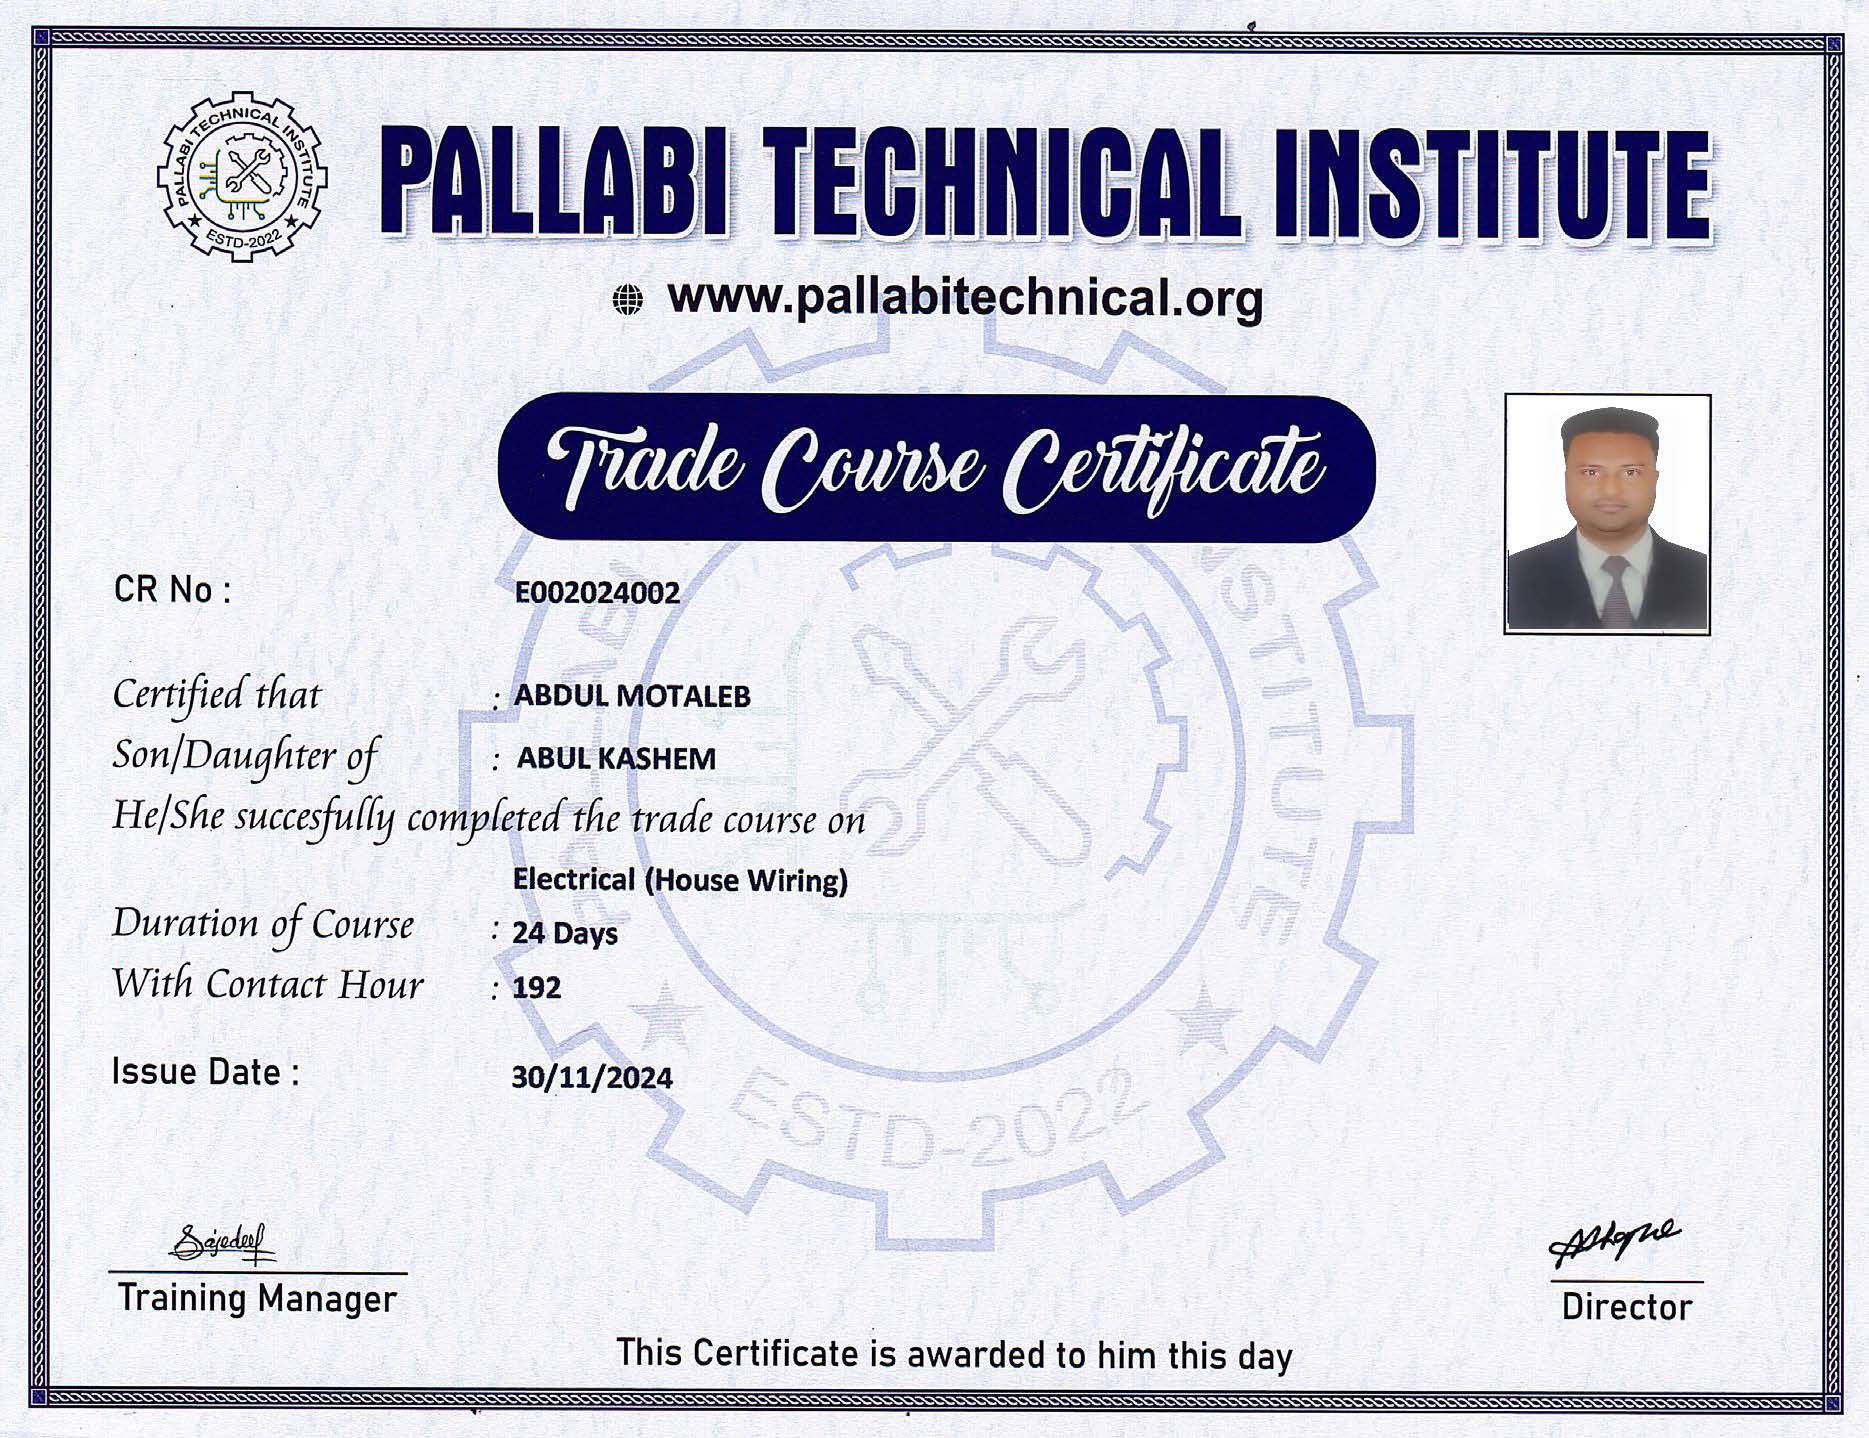 PALLABI TECHNICAL INSTITUTE
ESTD-2022
PALLABI TECHNICAL INSTITUTE
www.pallabitechnical.org
Trade Course Certificate
CR No : E002024002
Certified that : ABDUL MOTALEB
Son/Daughter of : ABUL KASHEM
He/She succesfully completed the trade course on
Electrical (House Wiring)
Duration of Course : 24 Days
With Contact Hour : 192
Issue Date : 30/11/2024
ESTD-2022
Training Manager
Director
This Certificate is awarded to him this day